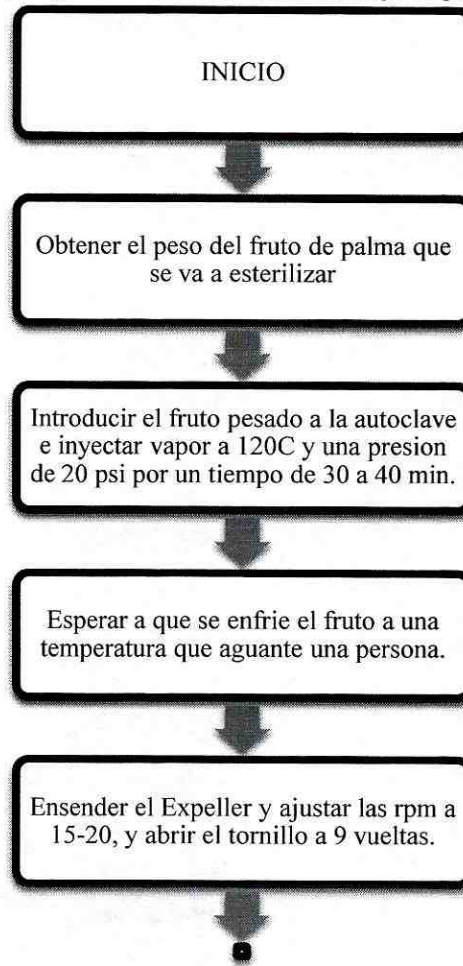 INICIO
Obtener el peso del fruto de palma que
se va a esterilizar
Introducir el fruto pesado a la autoclave
e inyectar vapor a 120C y una presion
de 20 psi por un tiempo de 30 a 40 min.
Esperar a que se enfrie el fruto a una
temperatura que aguante una persona.
Ensender el Expeller y ajustar las rpm a
15-20, y abrir el tornillo a 9 vueltas.